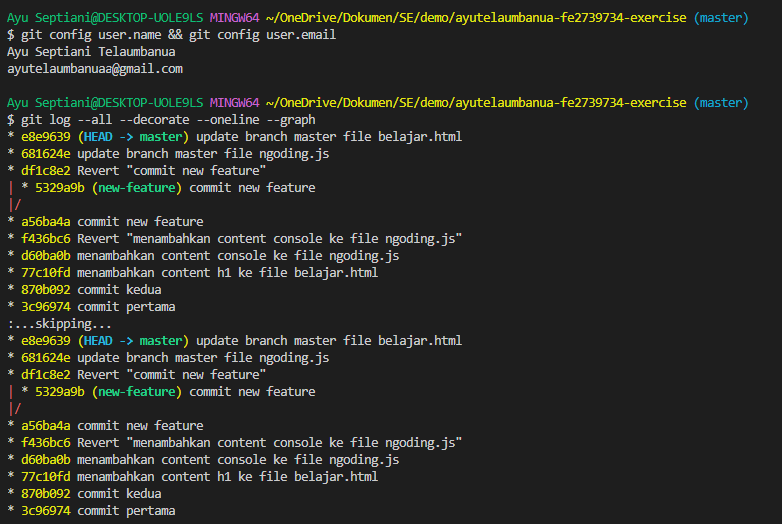 Ayu Septiani@DESKTOP-UOLE9LS MINGW64 ~/OneDrive/Dokumen/SE/demo/ayutelaumbanua-fe2739734-exercise (master)
$ git config user.name && git config user.email
Ayu Septiani Telaumbanua
ayutelaumbanuaa@gmail.com

Ayu Septiani@DESKTOP-UOLE9LS MINGW64 ~/OneDrive/Dokumen/SE/demo/ayutelaumbanua-fe2739734-exercise (master)
$ git log --all --decorate --oneline --graph
* e8e9639 (HEAD -> master) update branch master file belajar.html
* 681624e update branch master file ngoding.js
* df1c8e2 Revert "commit new feature"
| * 5329a9b (new-feature) commit new feature
|/
* a56ba4a commit new feature
* f436bc6 Revert "menambahkan content console ke file ngoding.js"
* d60ba0b menambahkan content console ke file ngoding.js
* 77c10fd menambahkan content h1 ke file belajar.html
* 870b092 commit kedua
* 3c96974 commit pertama
:...skipping...
* e8e9639 (HEAD -> master) update branch master file belajar.html
* 681624e update branch master file ngoding.js
* df1c8e2 Revert "commit new feature"
| * 5329a9b (new-feature) commit new feature
|/
* a56ba4a commit new feature
* f436bc6 Revert "menambahkan content console ke file ngoding.js"
* d60ba0b menambahkan content console ke file ngoding.js
* 77c10fd menambahkan content h1 ke file belajar.html
* 870b092 commit kedua
* 3c96974 commit pertama